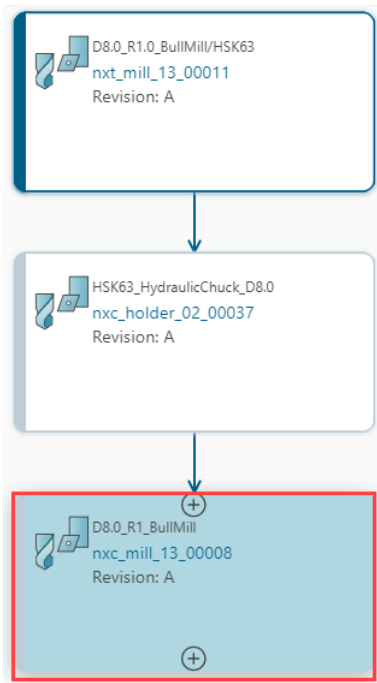 D8.0_R1.0_BullMill/HSK63
nxt_mill_13_00011
Revision: A
HSK63_HydraulicChuck_D8.0
nxc_holder_02_00037
Revision: A
D8.0_R1_BullMill
nxc_mill_13_00008
Revision: A